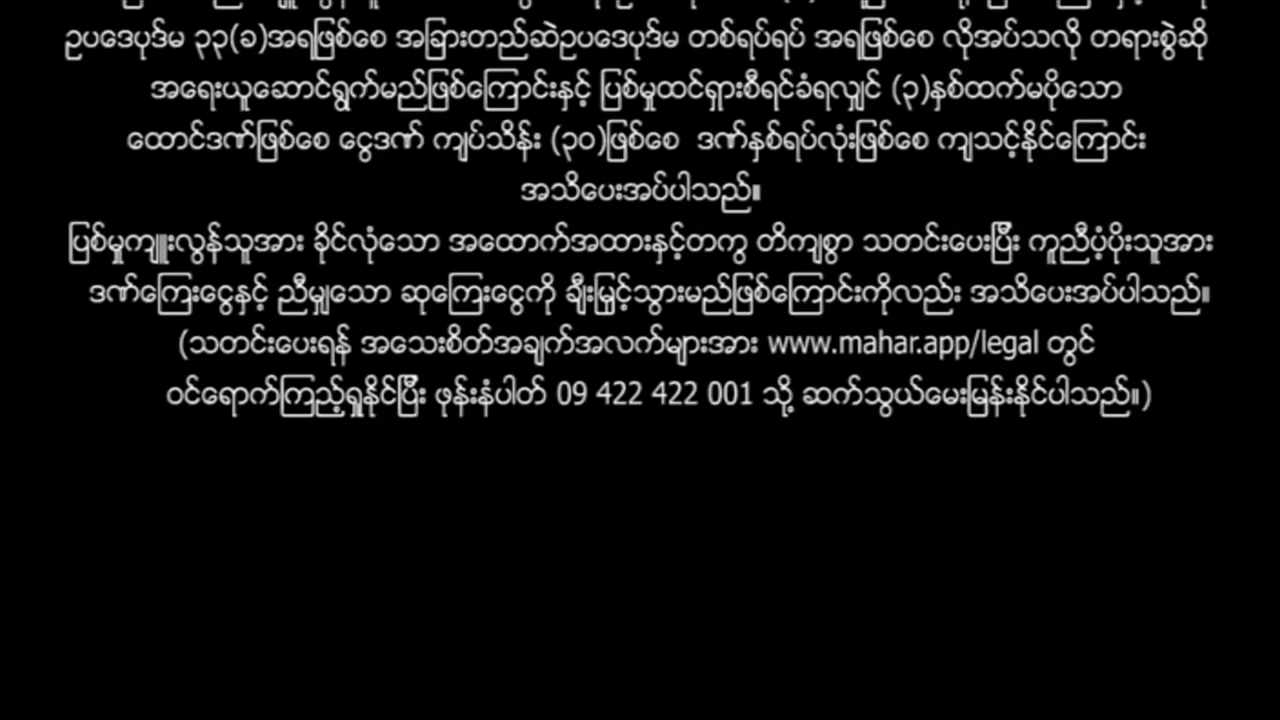 ဥပဒေပုဒ်မ ၃၃(ခ)အရဖြစ်စေ အခြားတည်ဆဲဥပဒေပုဒ်မ တစ်ရပ်ရပ် အရဖြစ်စေ လိုအပ်သလို တရားစွဲဆို
အရေးယူဆောင်ရွက်မည်ဖြစ်ကြောင်းနှင့် ပြစ်မှုထင်ရှားစီရင်ခံရလျှင် (၃)နှစ်ထက်မပိုသော
ထောင်ဒဏ်ဖြစ်စေ ငွေဒဏ် ကျပ်သိန်း (၃၀)ဖြစ်စေ ဒဏ်နှစ်ရပ်လုံးဖြစ်စေ ကျသင့်နိုင်ကြောင်း
အသိပေးအပ်ပါသည်။
ပြစ်မှုကျူးလွန်သူအား ခိုင်လုံသော အထောက်အထားနှင့်တကွ တိကျစွာ သတင်းပေးပြီး ကူညီပံ့ပိုးသူအား
ဒဏ်ကြေးငွေနှင့် ညီမျှသော ဆုကြေးငွေကို ချီးမြှင့်သွားမည်ဖြစ်ကြောင်းကိုလည်း အသိပေးအပ်ပါသည်။
(သတင်းပေးရန် အသေးစိတ်အချက်အလက်များအား www.mahar.app/legal တွင်
ဝင်ရောက်ကြည့်ရှုနိုင်ပြီး ဖုန်းနံပါတ် 09 422 422 001 သို့ ဆက်သွယ်မေးမြန်းနိုင်ပါသည်။)